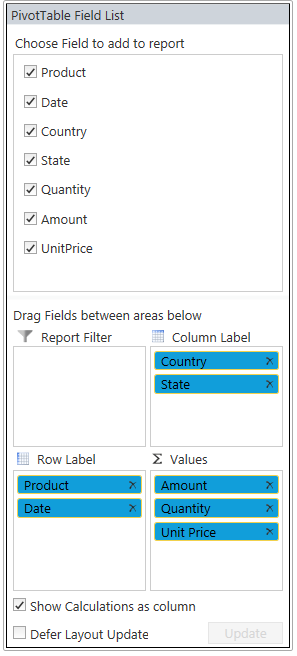 PivotTable Field List
Choose Field to add to report
Product
Date
Country
State
Quantity
Amount
UnitPrice
Drag Fields between areas below
Report Filter
Column Label
Country
State
Row Label
Σ Values
Product
Amount
Date
Quantity
Unit Price
Show Calculations as column
Defer Layout Update
Update